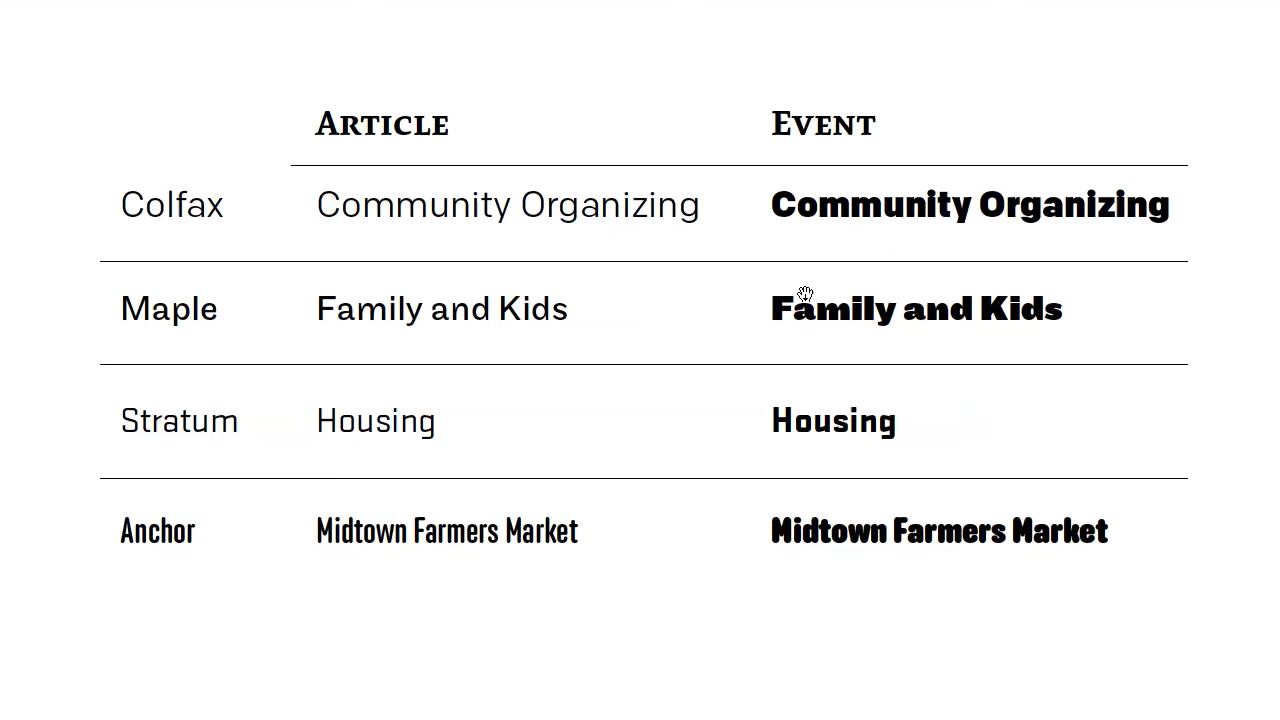 Article Event
Colfax Community Organizing Community Organizing
Maple Family and Kids Family and Kids
Stratum Housing Housing
Anchor Midtown Farmers Market Midtown Farmers Market